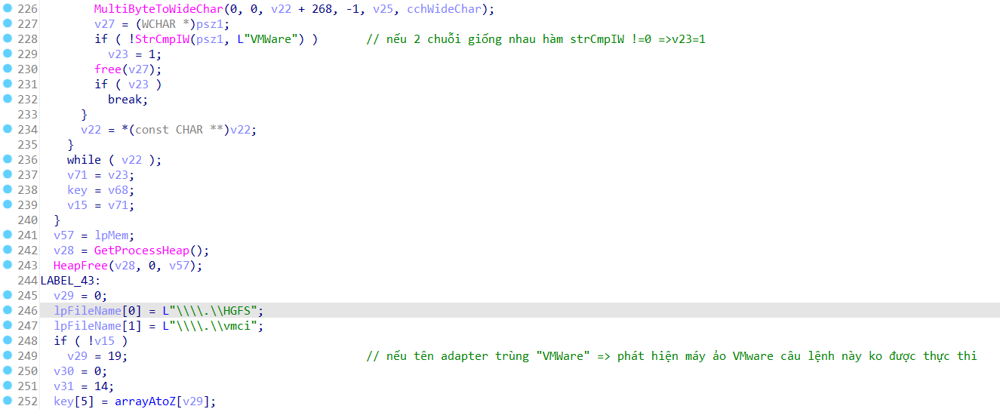 226 MultiByteToWideChar(0, 0, v22 + 268, -1, v25, cchWideChar);
227 v27 = (WCHAR *)psz1;
228 if ( !StrCmpIW(psz1, L"VMWare") ) // nếu 2 chuỗi giống nhau hàm strCmpIW !=0 =>v23=1
229 v23 = 1;
230 free(v27);
231 if ( v23 )
232 break;
233 }
234 v22 = *(const CHAR **)v22;
235 }
236 while ( v22 );
237 v71 = v23;
238 key = v68;
239 v15 = v71;
240 }
241 v57 = lpMem;
242 v28 = GetProcessHeap();
243 HeapFree(v28, 0, v57);
244 LABEL_43:
245 v29 = 0;
246 lpFileName[0] = L"\\\\.\\HGFS";
247 lpFileName[1] = L"\\\\.\\vmci";
248 if ( !v15 )
249 v29 = 19; // nếu tên adapter trùng "VMWare" => phát hiện máy ảo VMware câu lệnh này ko được thực thi
250 v30 = 0;
251 v31 = 14;
252 key[5] = arrayAtoZ[v29];